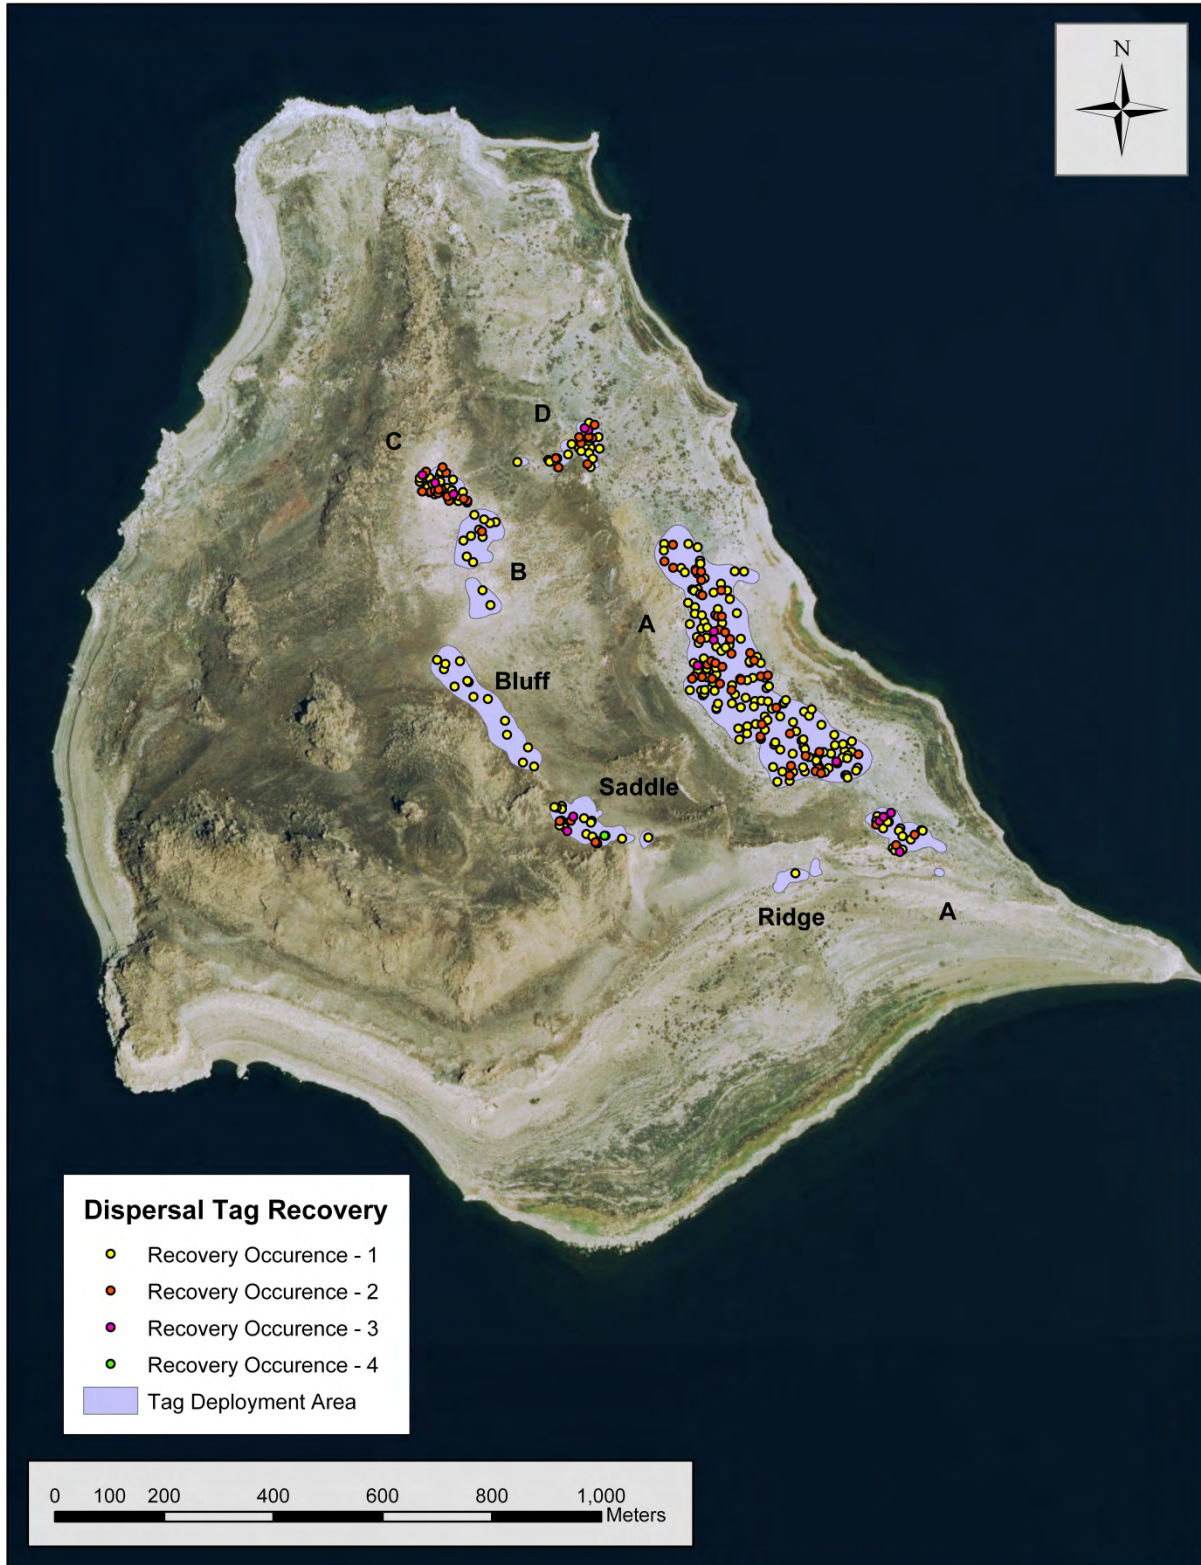 N
D
C
B
A
Bluff
Saddle
Ridge
A
Dispersal Tag Recovery
Recovery Occurence - 1
Recovery Occurence - 2
Recovery Occurence - 3
Recovery Occurence - 4
Tag Deployment Area
0 100 200 400 600 800 1,000
Meters